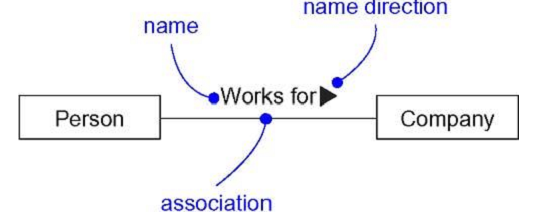 name direction
name
Works for
Person
Company
association